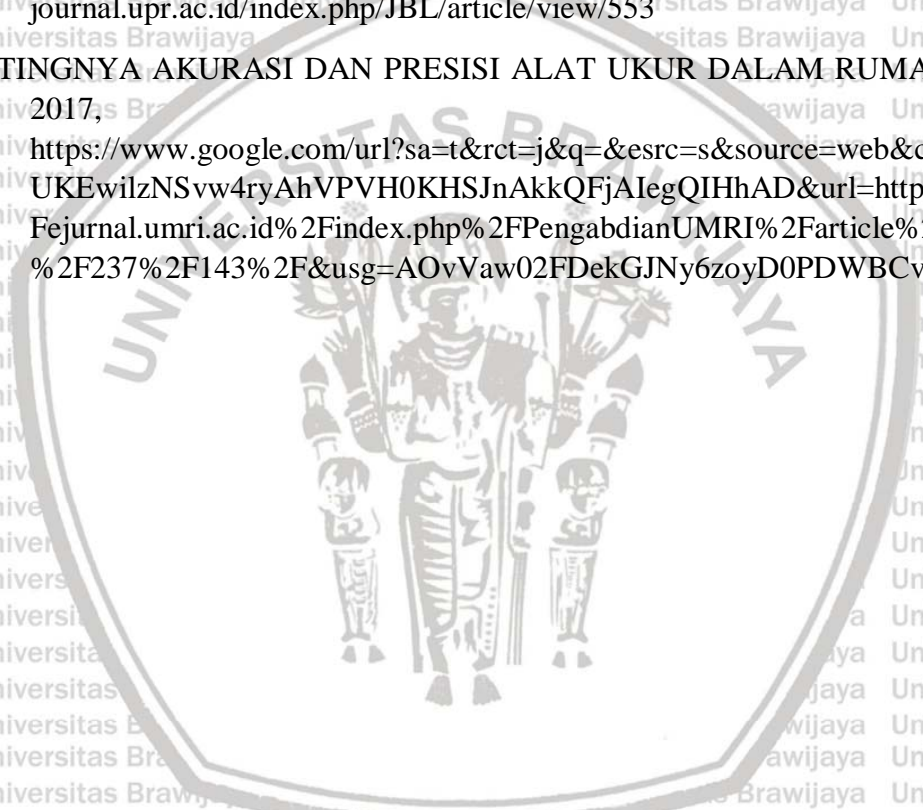 journal.upr.ac.id/index.php/JBL/article/view/553
TINGNYA AKURASI DAN PRESISI ALAT UKUR DALAM RUMA
2017,
https://www.google.com/url?sa=t&rct=j&q=&esrc=s&source=web&c
UKEwilzNSvw4ryAhVPVH0KHSJnAkkQFjAIegQIHhAD&url=http
Fejurnal.umri.ac.id%2Findex.php%2FPengabdianUMRI%2Farticle%
%2F237%2F143%2F&usg=AOvVaw02FDekGJNy6zoyD0PDWBCv
UNIVERSITAS BRAWIJAYA